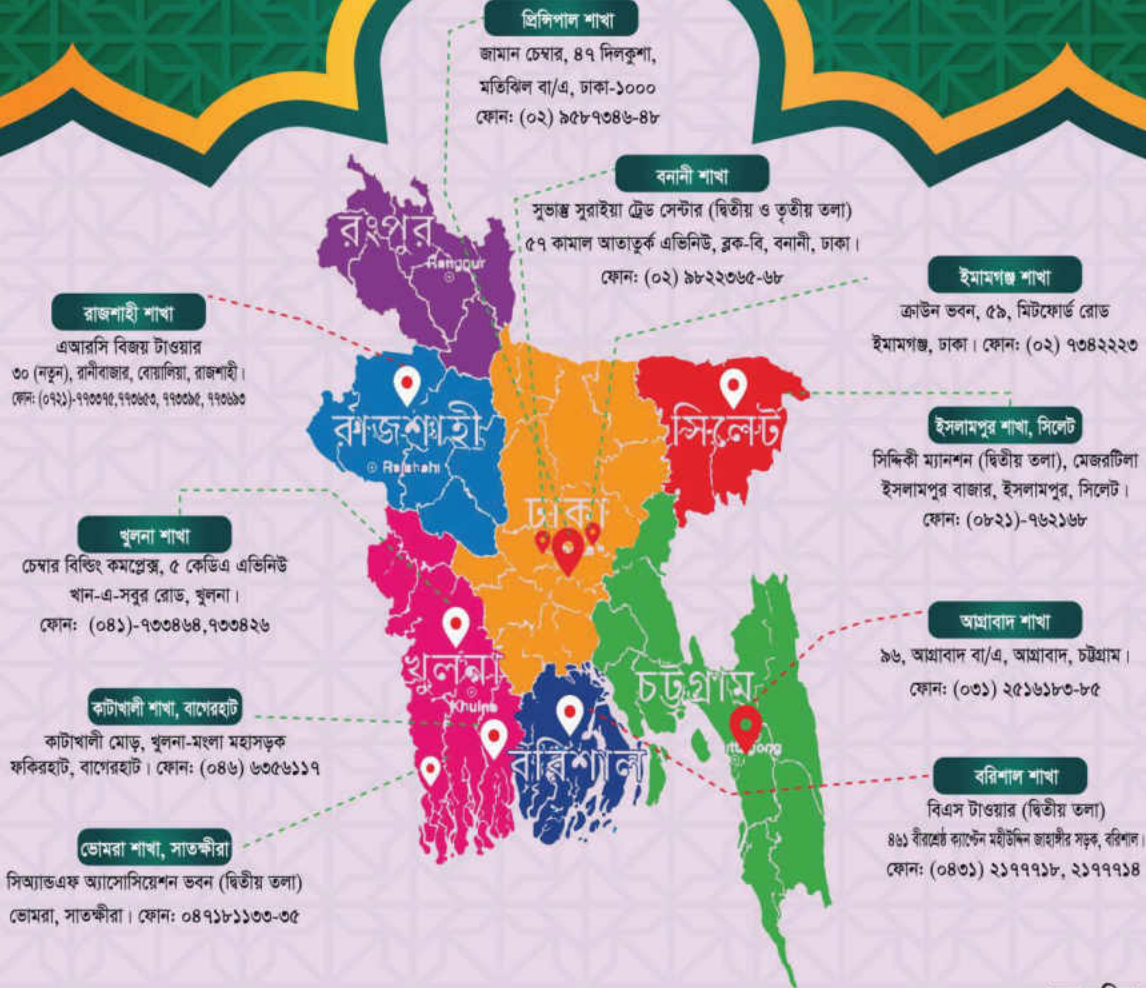 প্রিন্সিপাল শাখা
জামান চেম্বার, ৪৭ দিলকুশা,
মতিঝিল বা/এ, ঢাকা-১০০০
ফোন: (০২) ৯৫৮৭৩৪৬-৪৮
বনানী শাখা
সুভাস্তু সুরাইয়া ট্রেড সেন্টার (দ্বিতীয় ও তৃতীয় তলা)
৫৭ কামাল আতাতুর্ক এভিনিউ, ব্লক-বি, বনানী, ঢাকা।
ফোন: (০২) ৯৮২২৩৬৫-৬৮
ইমামগঞ্জ শাখা
ক্রাউন ভবন, ৫৯, মিটফোর্ড রোড
ইমামগঞ্জ, ঢাকা। ফোন: (০২) ৭৩৪২২২৩
রাজশাহী শাখা
এআরসি বিজয় টাওয়ার
৩০ (নতুন), রানীবাজার, বোয়ালিয়া, রাজশাহী।
ফোন: (০৭২১)-৭৭৩৩৭৫,৭৭৩৬৫৩, ৭৭৩৩৯৫, ৭৭৩৬৯৩
ইসলামপুর শাখা, সিলেট
সিদ্দিকী ম্যানশন (দ্বিতীয় তলা), মেজরটিলা
ইসলামপুর বাজার, ইসলামপুর, সিলেট।
ফোন: (০৮২১)-৭৬২১৬৮
খুলনা শাখা
চেম্বার বিল্ডিং কমপ্লেক্স, ৫ কেডিএ এভিনিউ
খান-এ-সবুর রোড, খুলনা।
ফোন: (০৪১)-৭৩৩৪৬৪,৭৩৩৪২৬
আগ্রাবাদ শাখা
৯৬, আগ্রাবাদ বা/এ, আগ্রাবাদ, চট্টগ্রাম।
ফোন: (০৩১) ২৫১৬১৮৩-৮৫
কাটাখালী শাখা, বাগেরহাট
কাটাখালী মোড়, খুলনা-মংলা মহাসড়ক
ফকিরহাট, বাগেরহাট। ফোন: (০৪৬) ৬৩৫৬১১৭
বরিশাল শাখা
বিএস টাওয়ার (দ্বিতীয় তলা)
৪৬১ বীরশ্রেষ্ঠ ক্যাপ্টেন মহীউদ্দিন জাহাঙ্গীর সড়ক, বরিশাল।
ফোন: (০৪৩১) ২১৭৭৭১৮, ২১৭৭৭১৪
ভোমরা শাখা, সাতক্ষীরা
সিঅ্যান্ডএফ অ্যাসোসিয়েশন ভবন (দ্বিতীয় তলা)
ভোমরা, সাতক্ষীরা। ফোন: ০৪৭১৮১১৩৩-৩৫
রংপুর
Rangpur
রাজশাহী
Rajshahi
সিলেট
ঢাকা
খুলনা
Khulna
বরিশাল
চট্টগ্রাম